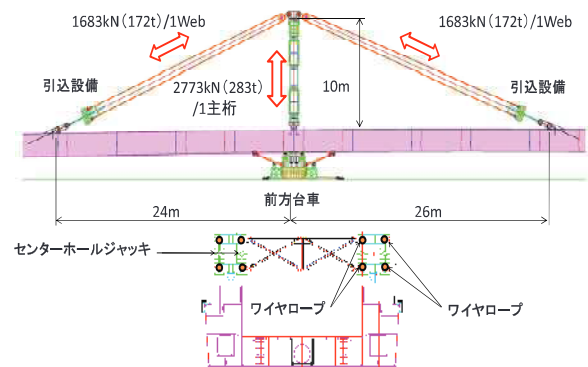 1683kN(172t)/1Web
1683kN(172t)/1Web
引込設備
2773kN(283t)
/1主桁
10m
引込設備
前方台車
24m
26m
センターホールジャッキ
ワイヤロープ
ワイヤロープ